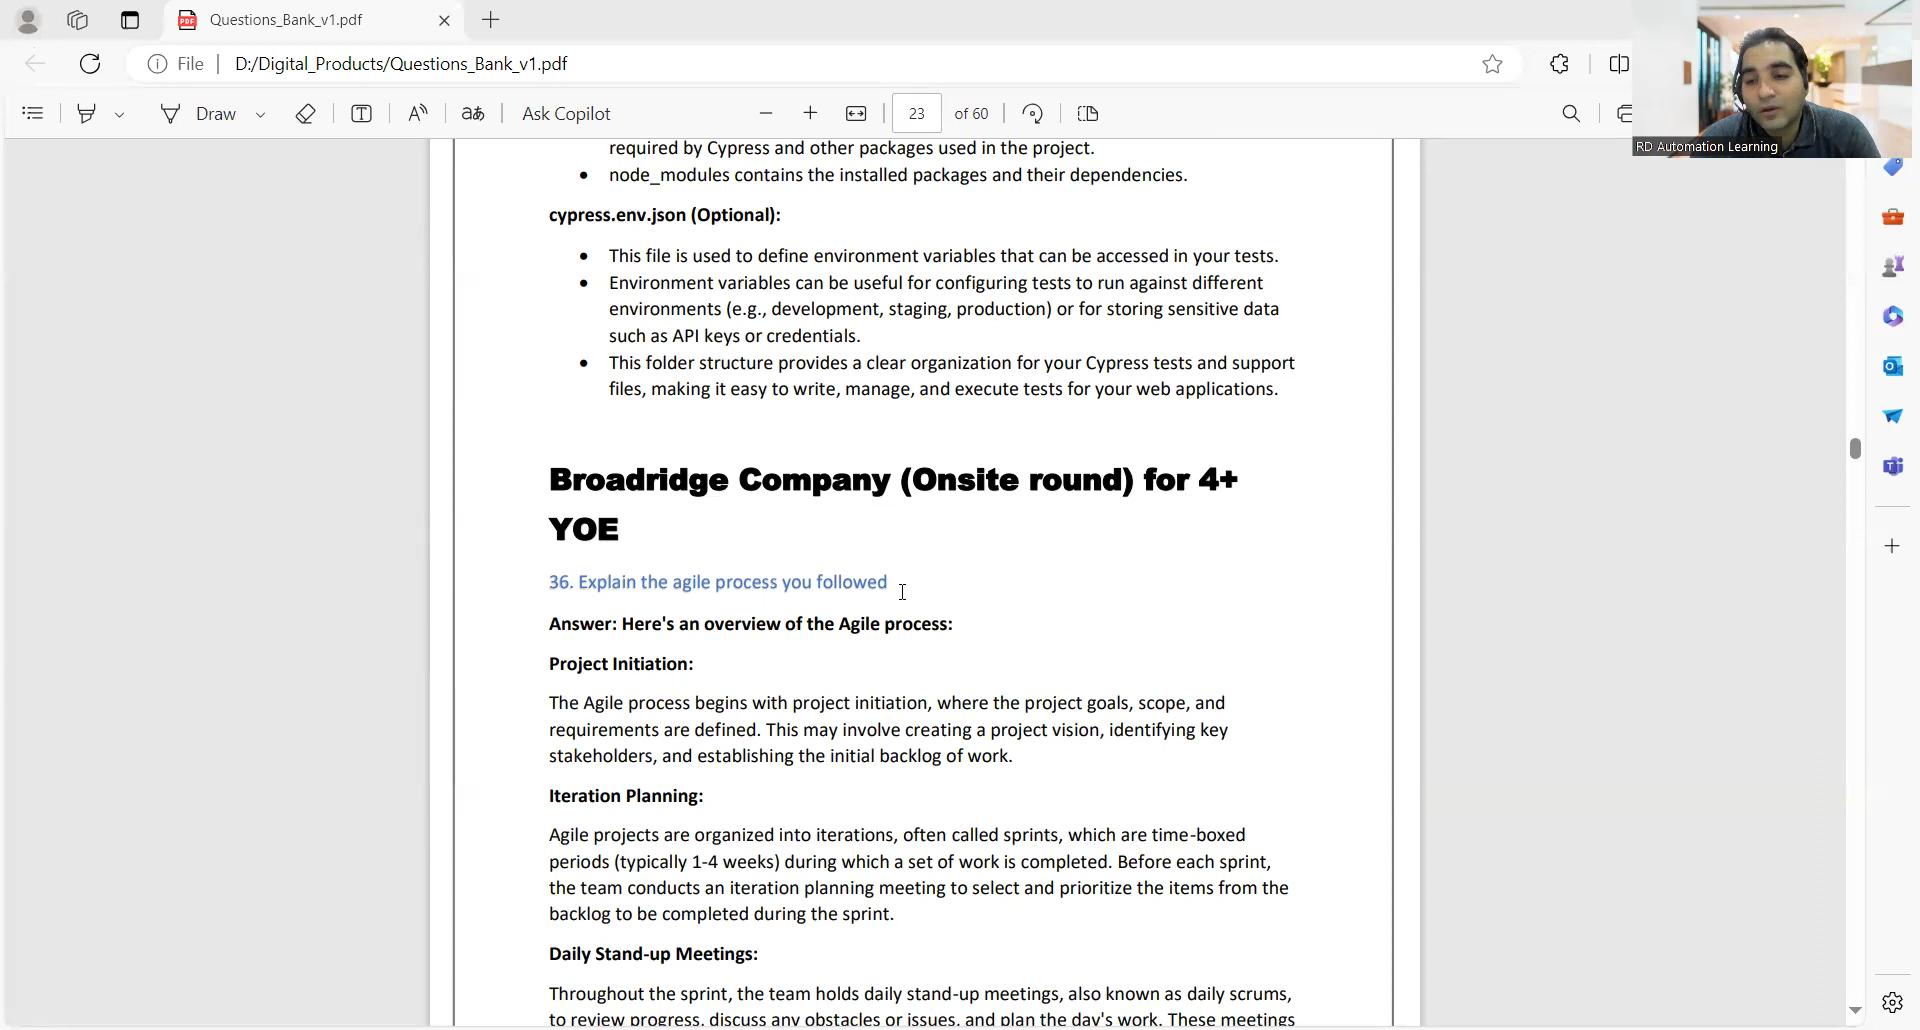 Questions_Bank_v1.pdf
File
D:/Digital_Products/Questions_Bank_v1.pdf
Draw
Ask Copilot
23 of 60
RD Automation Learning
required by Cypress and other packages used in the project.
• node_modules contains the installed packages and their dependencies.
cypress.env.json (Optional):
• This file is used to define environment variables that can be accessed in your tests.
• Environment variables can be useful for configuring tests to run against different
environments (e.g., development, staging, production) or for storing sensitive data
such as API keys or credentials.
• This folder structure provides a clear organization for your Cypress tests and support
files, making it easy to write, manage, and execute tests for your web applications.
Broadridge Company (Onsite round) for 4+
YOE
36. Explain the agile process you followed
Answer: Here's an overview of the Agile process:
Project Initiation:
The Agile process begins with project initiation, where the project goals, scope, and
requirements are defined. This may involve creating a project vision, identifying key
stakeholders, and establishing the initial backlog of work.
Iteration Planning:
Agile projects are organized into iterations, often called sprints, which are time-boxed
periods (typically 1-4 weeks) during which a set of work is completed. Before each sprint,
the team conducts an iteration planning meeting to select and prioritize the items from the
backlog to be completed during the sprint.
Daily Stand-up Meetings:
Throughout the sprint, the team holds daily stand-up meetings, also known as daily scrums,
to review progress, discuss any obstacles or issues, and plan the day's work. These meetings